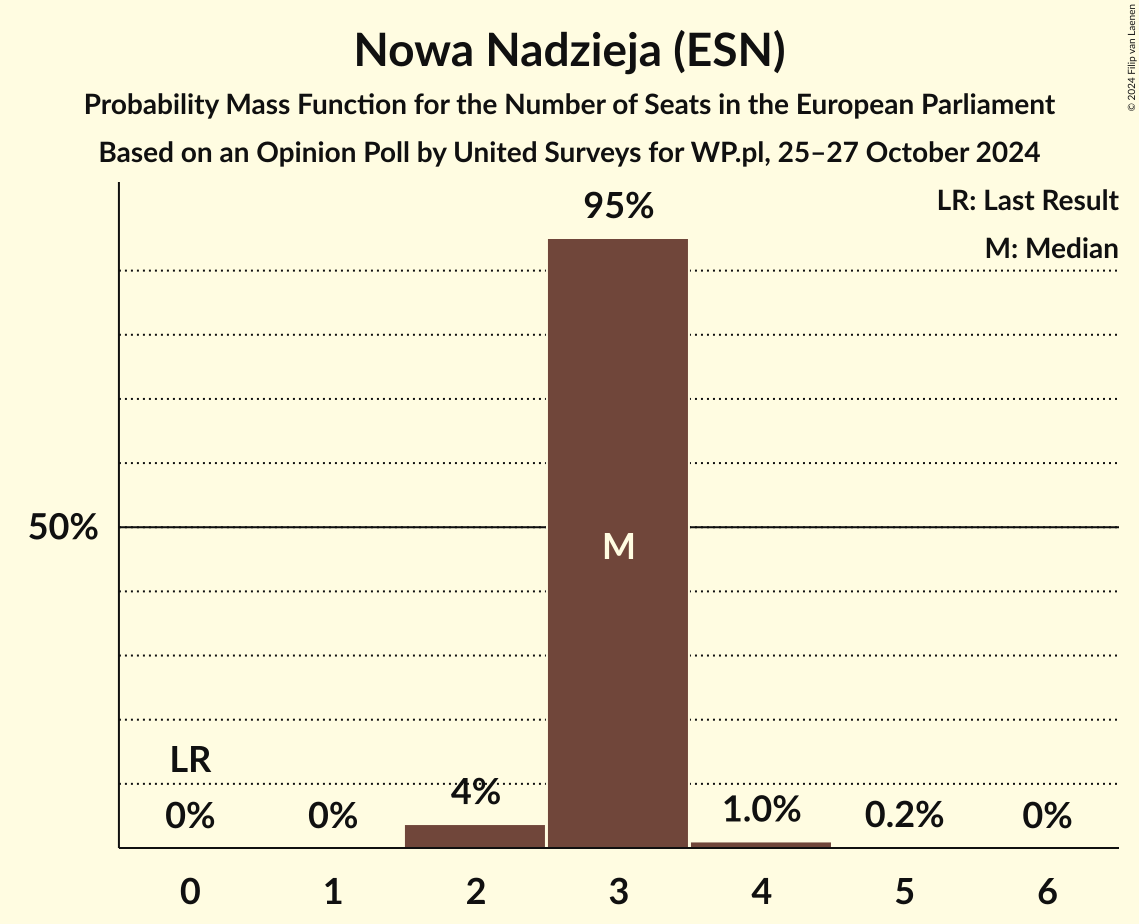 Nowa Nadzieja (ESN)
Probability Mass Function for the Number of Seats in the European Parliament
Based on an Opinion Poll by United Surveys for WP.pl, 25–27 October 2024
© 2024 Filip van Laenen
LR: Last Result
M: Median
95%
50%
M
LR
0%
0%
4%
1.0%
0.2%
0%
0
1
2
3
4
5
6